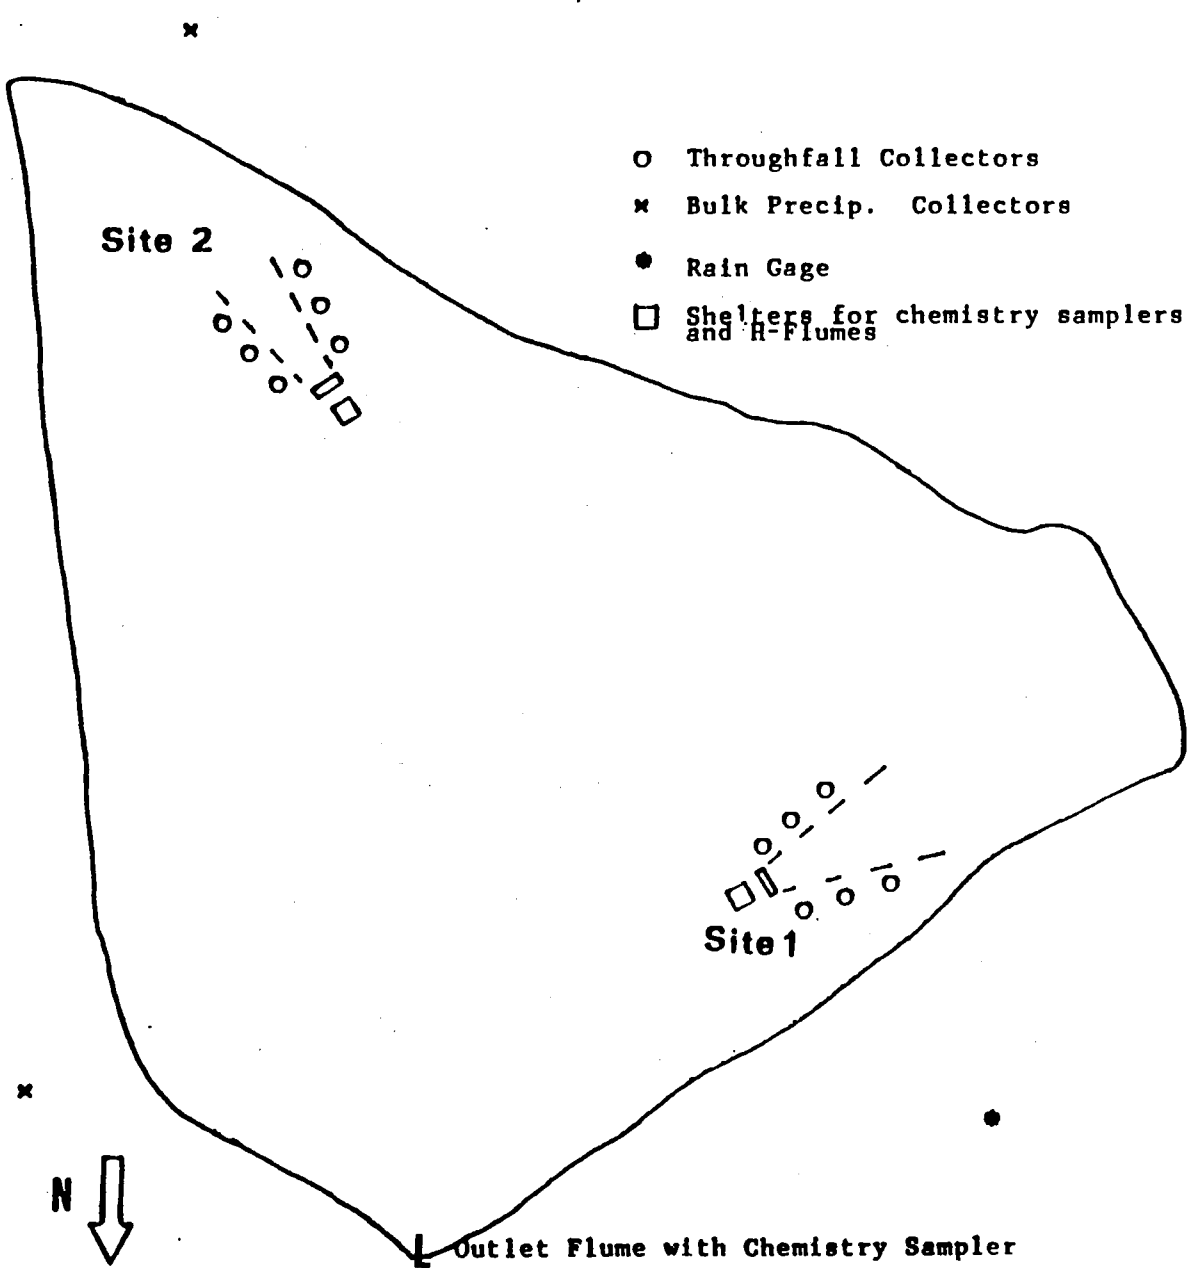 Throughfall Collectors
Bulk Precip. Collectors
Site 2
Rain Gage
Shelters for chemistry samplers
and H-Flumes
Site 1
N
Outlet Flume with Chemistry Sampler